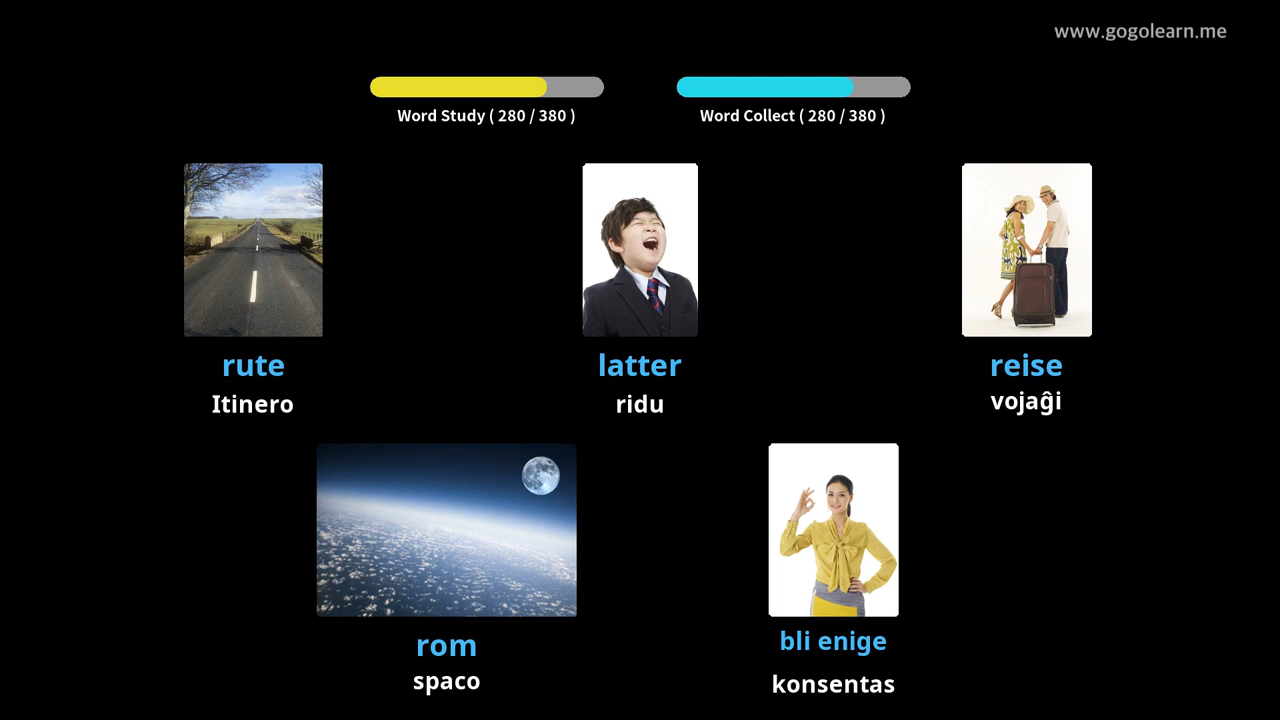 www.gogolearn.me
Word Study ( 280 / 380 )
Word Collect ( 280 / 380 )
rute
Itinero
latter
ridu
reise
vojaĝi
rom
spaco
bli enige
konsentas